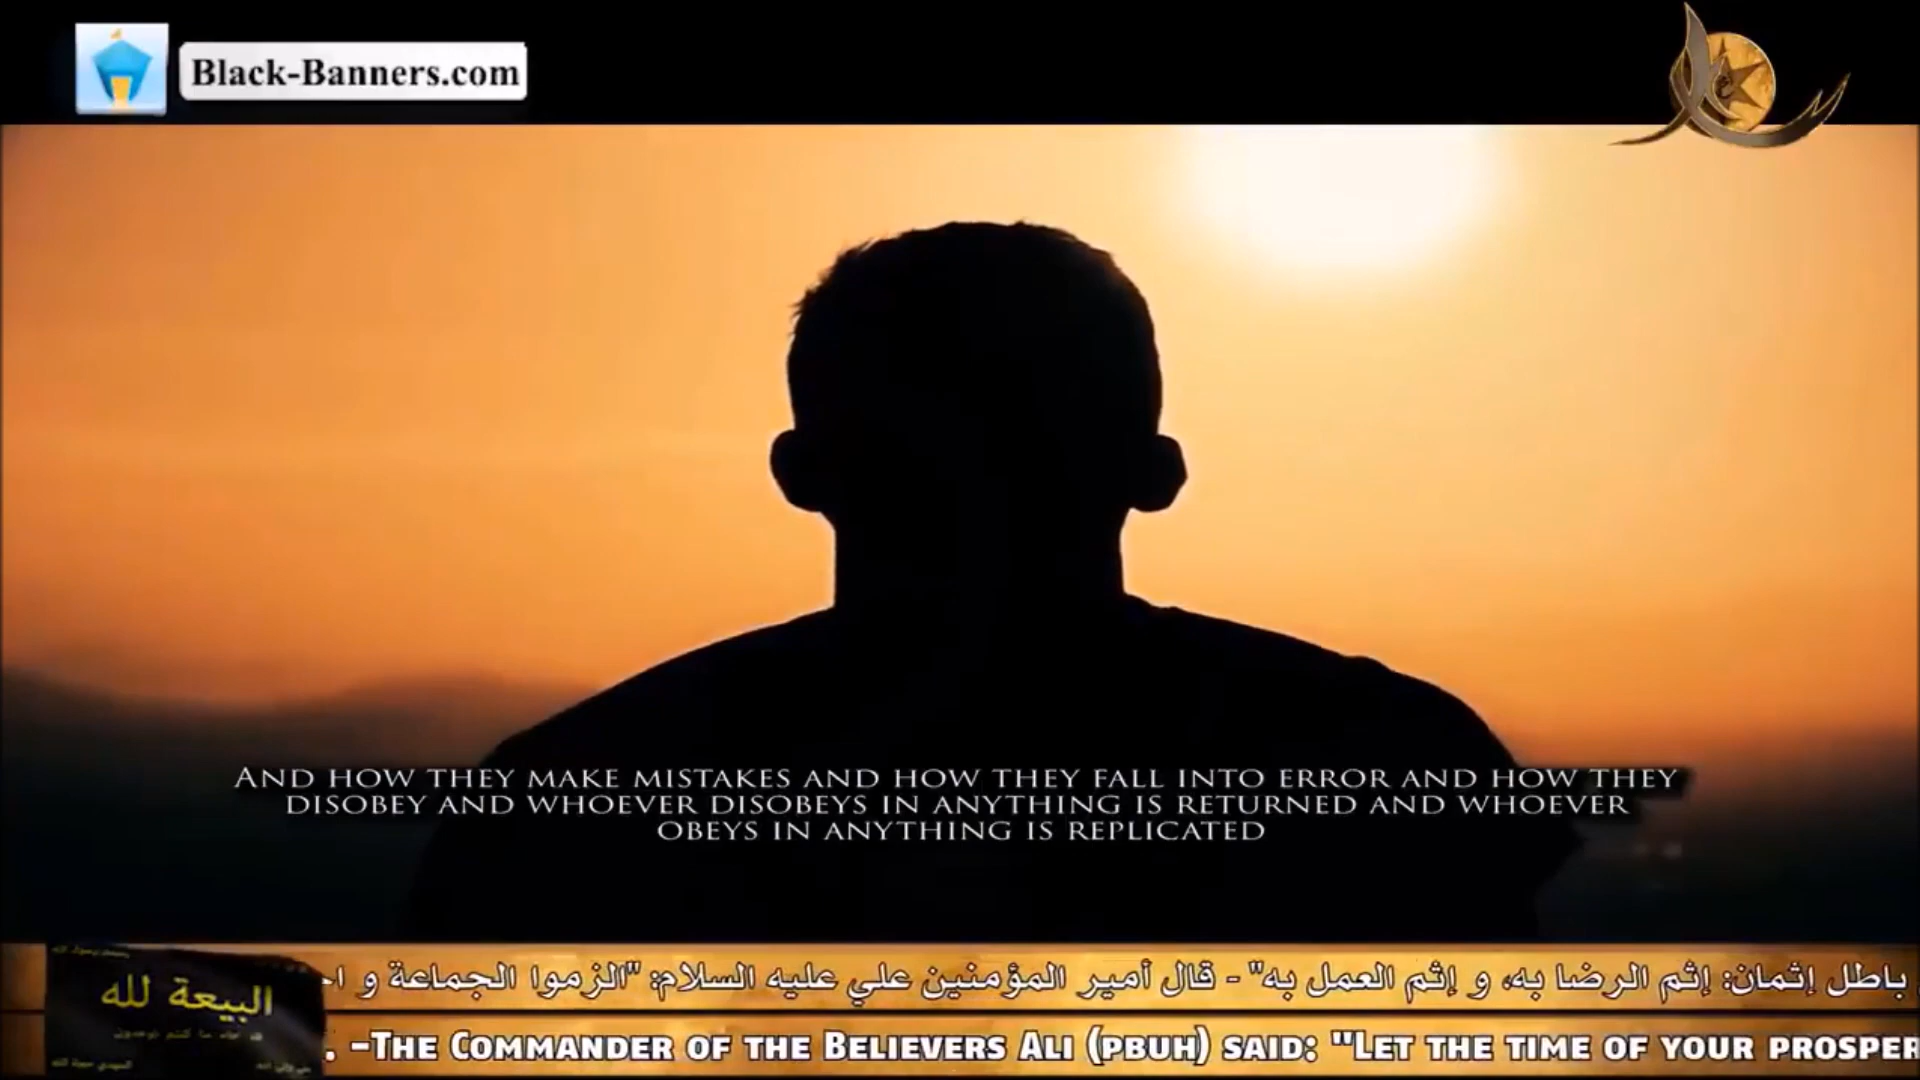 Black-Banners.com
AND HOW THEY MAKE MISTAKES AND HOW THEY FALL INTO ERROR AND HOW THEY
DISOBEY AND WHOEVER DISOBEYS IN ANYTHING IS RETURNED AND WHOEVER
OBEYS IN ANYTHING IS REPLICATED
باطل إثمان: إثم الرضا به، و إثم العمل به" - قال أمير المؤمنين علي عليه السلام: "الزموا الجماعة و
البيعة لله
. -THE COMMANDER OF THE BELIEVERS ALI (PBUH) SAID: "LET THE TIME OF YOUR PROSPER